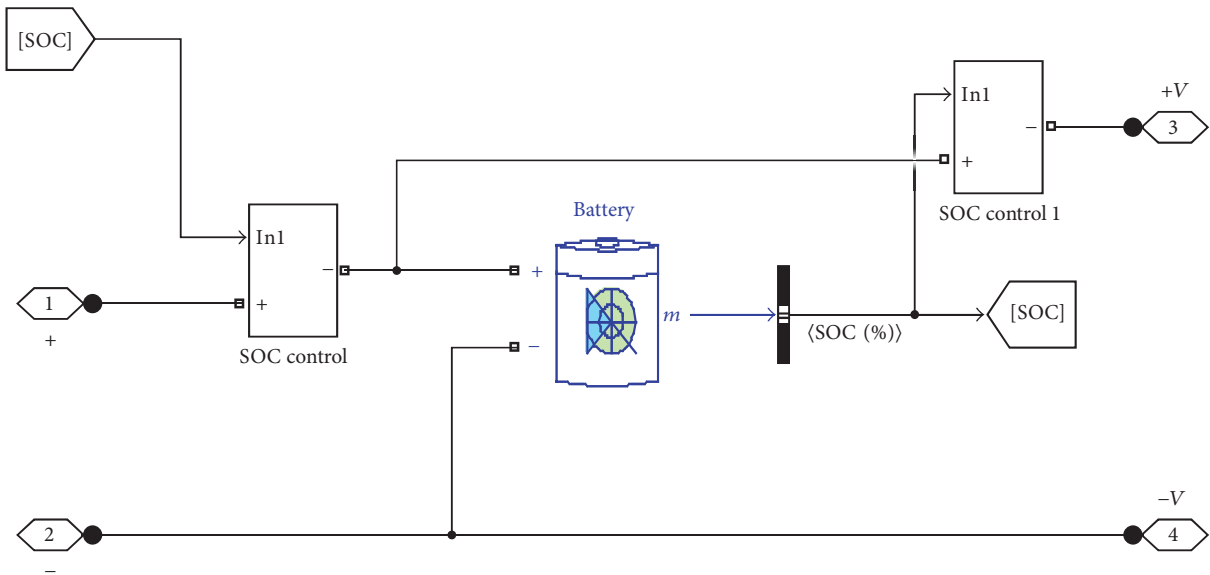 [SOC]
In1
+V
3
−
+
SOC control 1
Battery
In1
−
+
SOC control
1
+
+
−
m
⟨SOC (%)⟩
[SOC]
2
−
−V
4